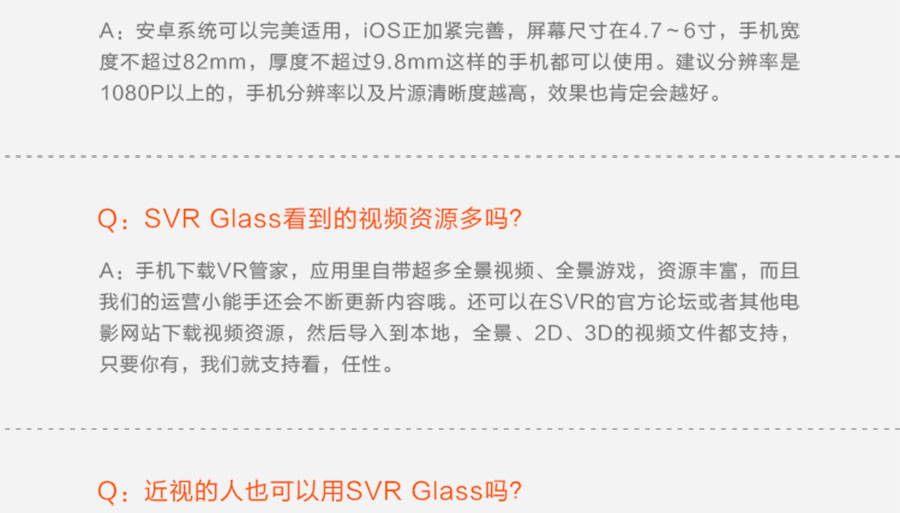 A：安卓系统可以完美适用，iOS正加紧完善，屏幕尺寸在4.7～6寸，手机宽
度不超过82mm，厚度不超过9.8mm这样的手机都可以使用。建议分辨率是
1080P以上的，手机分辨率以及片源清晰度越高，效果也肯定会越好。
Q：SVR Glass看到的视频资源多吗?
A：手机下载VR管家，应用里自带超多全景视频、全景游戏，资源丰富，而且
我们的运营小能手还会不断更新内容哦。还可以在SVR的官方论坛或者其他电
影网站下载视频资源，然后导入到本地，全景、2D、3D的视频文件都支持，
只要你有，我们就支持看，任性。
Q：近视的人也可以用SVR Glass吗?